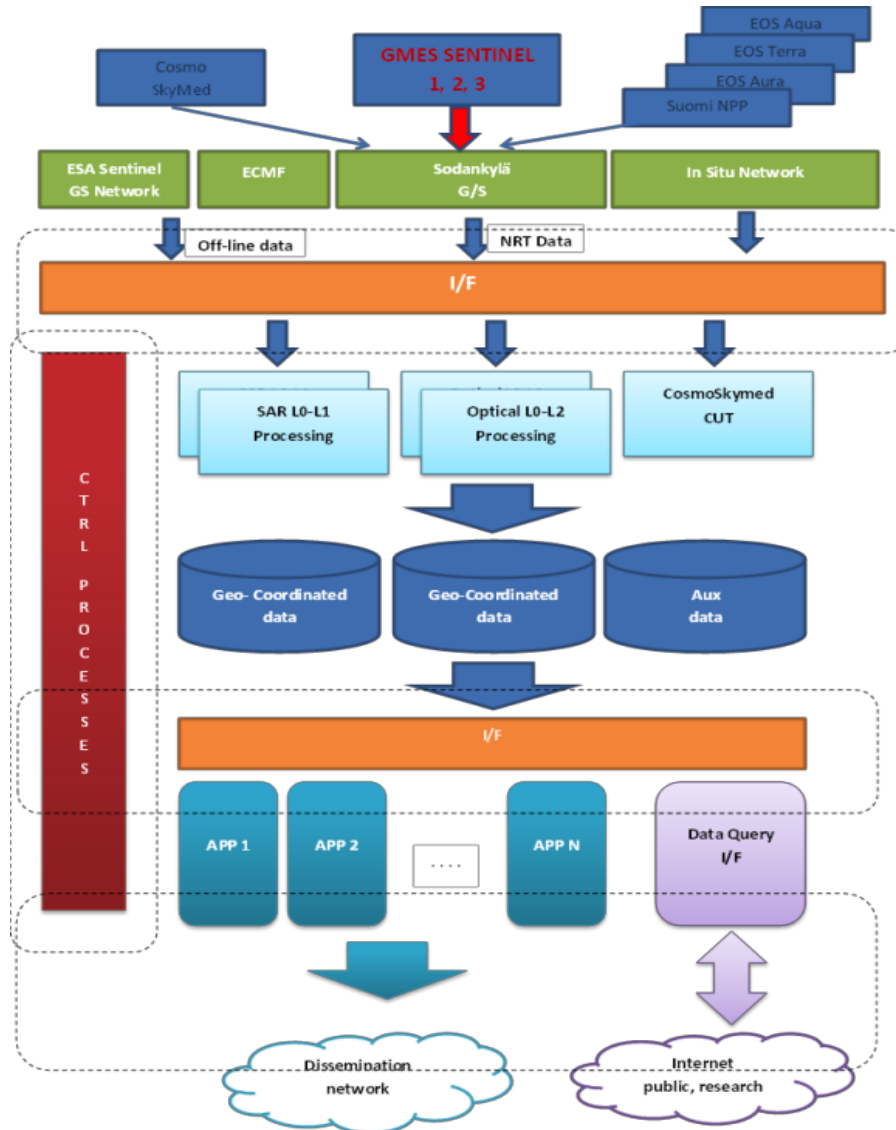 EOS Aqua
EOS Terra
EOS Aura
Suomi NPP
Cosmo
SkyMed
GMES SENTINEL
1, 2, 3
ESA Sentinel
GS Network
ECMF
Sodankylä
G/S
In Situ Network
Off-line data
NRT Data
I/F
SAR L0-L1
Processing
Optical L0-L2
Processing
CosmoSkymed
CUT
CTRL PROCESSES
Geo- Coordinated
data
Geo-Coordinated
data
Aux
data
I/F
APP 1
APP 2
. . . .
APP N
Data Query
I/F
Dissemination
network
Internet
public, research